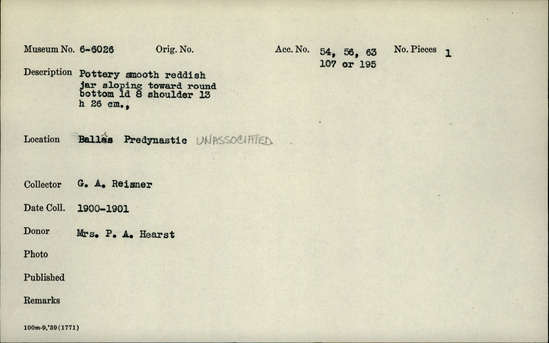 Museum No. 6-6026 Orig. No. Acc. No. 54, 56, 63 No. Pieces 1
107 or 195
Description Pottery smooth reddish
jar sloping toward round
bottom ld 8 shoulder 13
h 26 cm.,
Location Ballas Predynastic UNASSOCIATED
Collector G. A. Reisner
Date Coll. 1900-1901
Donor Mrs. P. A. Hearst
Photo
Published
Remarks
100m-9,'39(1771)